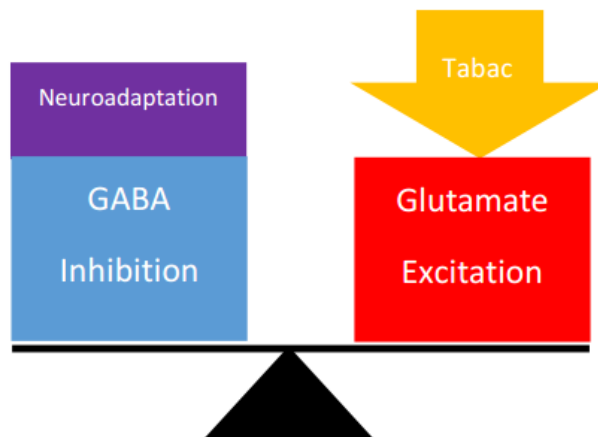 Neuroadaptation
GABA
Inhibition
Tabac
Glutamate
Excitation